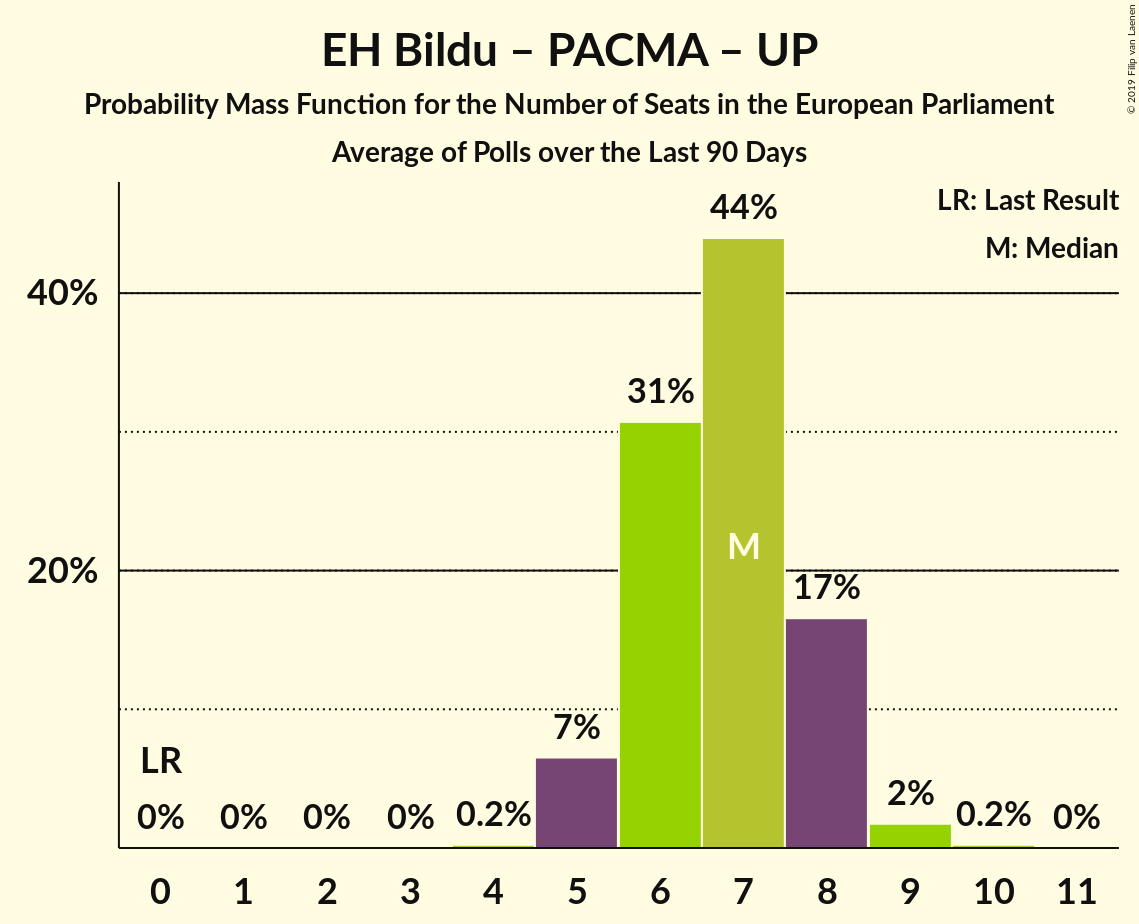 EH Bildu – PACMA – UP
Probability Mass Function for the Number of Seats in the European Parliament
Average of Polls over the Last 90 Days
© 2019 Filip van Laenen
LR: Last Result
M: Median
40%
20%
LR
0%
0%
0%
0%
0.2%
7%
31%
44%
M
17%
2%
0.2%
0%
0 1 2 3 4 5 6 7 8 9 10 11